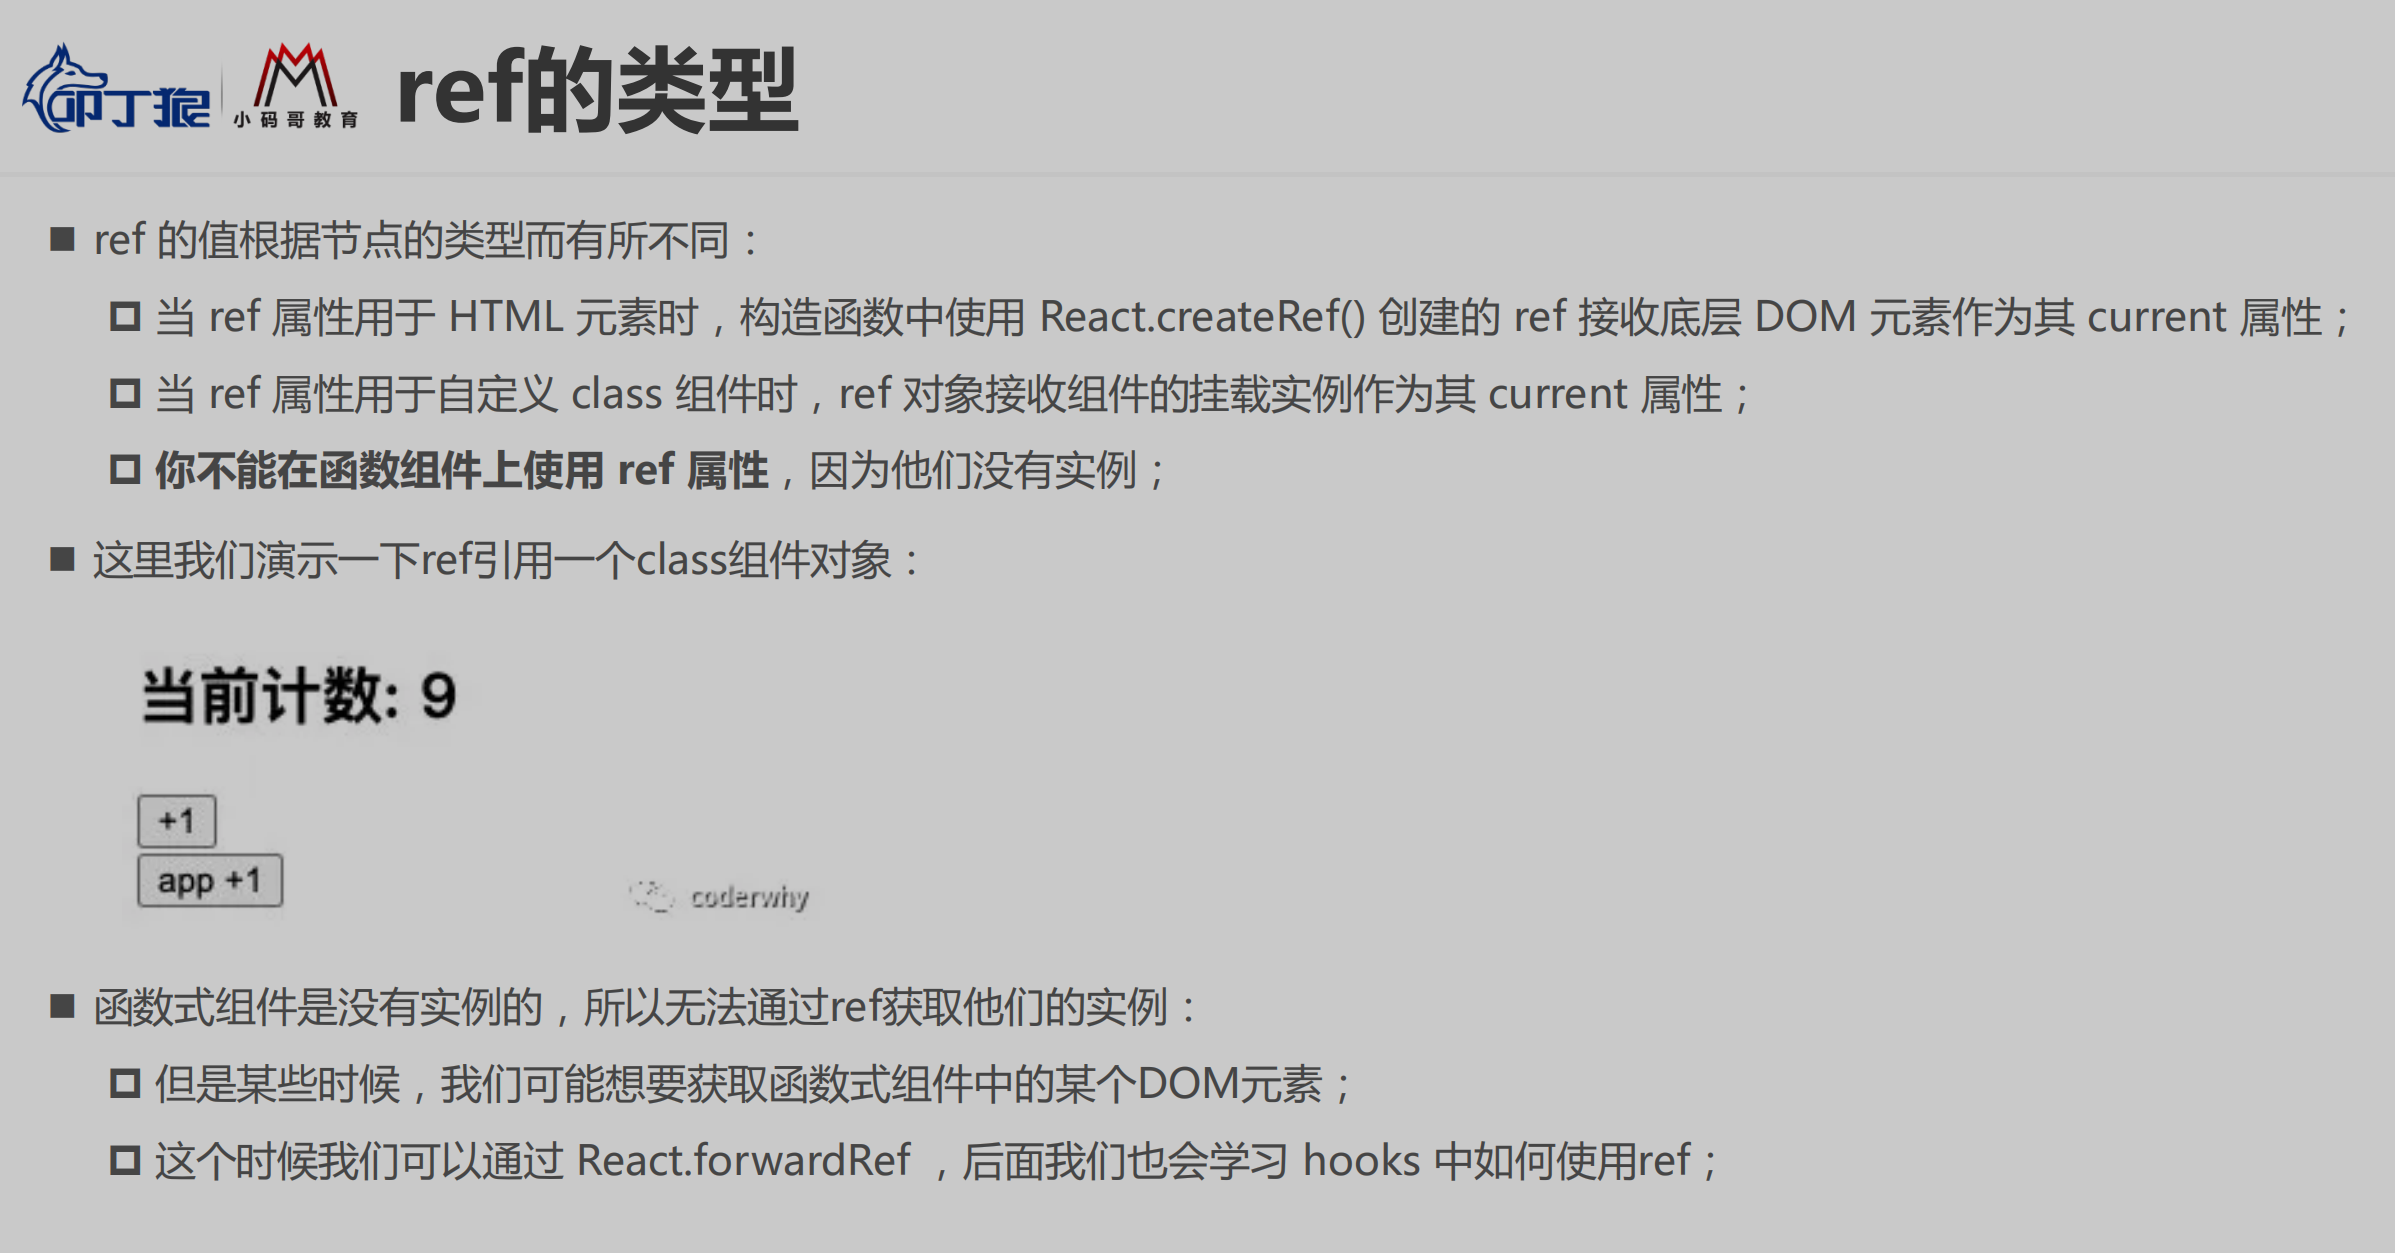 叩丁狼
小码哥教育
ref的类型
ref 的值根据节点的类型而有所不同：
当 ref 属性用于 HTML 元素时，构造函数中使用 React.createRef() 创建的 ref 接收底层 DOM 元素作为其 current 属性；
当 ref 属性用于自定义 class 组件时，ref 对象接收组件的挂载实例作为其 current 属性；
你不能在函数组件上使用 ref 属性，因为他们没有实例；
这里我们演示一下ref引用一个class组件对象：
当前计数: 9
+1
app +1
coderwhy
函数式组件是没有实例的，所以无法通过ref获取他们的实例：
但是某些时候，我们可能想要获取函数式组件中的某个DOM元素；
这个时候我们可以通过 React.forwardRef ，后面我们也会学习 hooks 中如何使用ref；